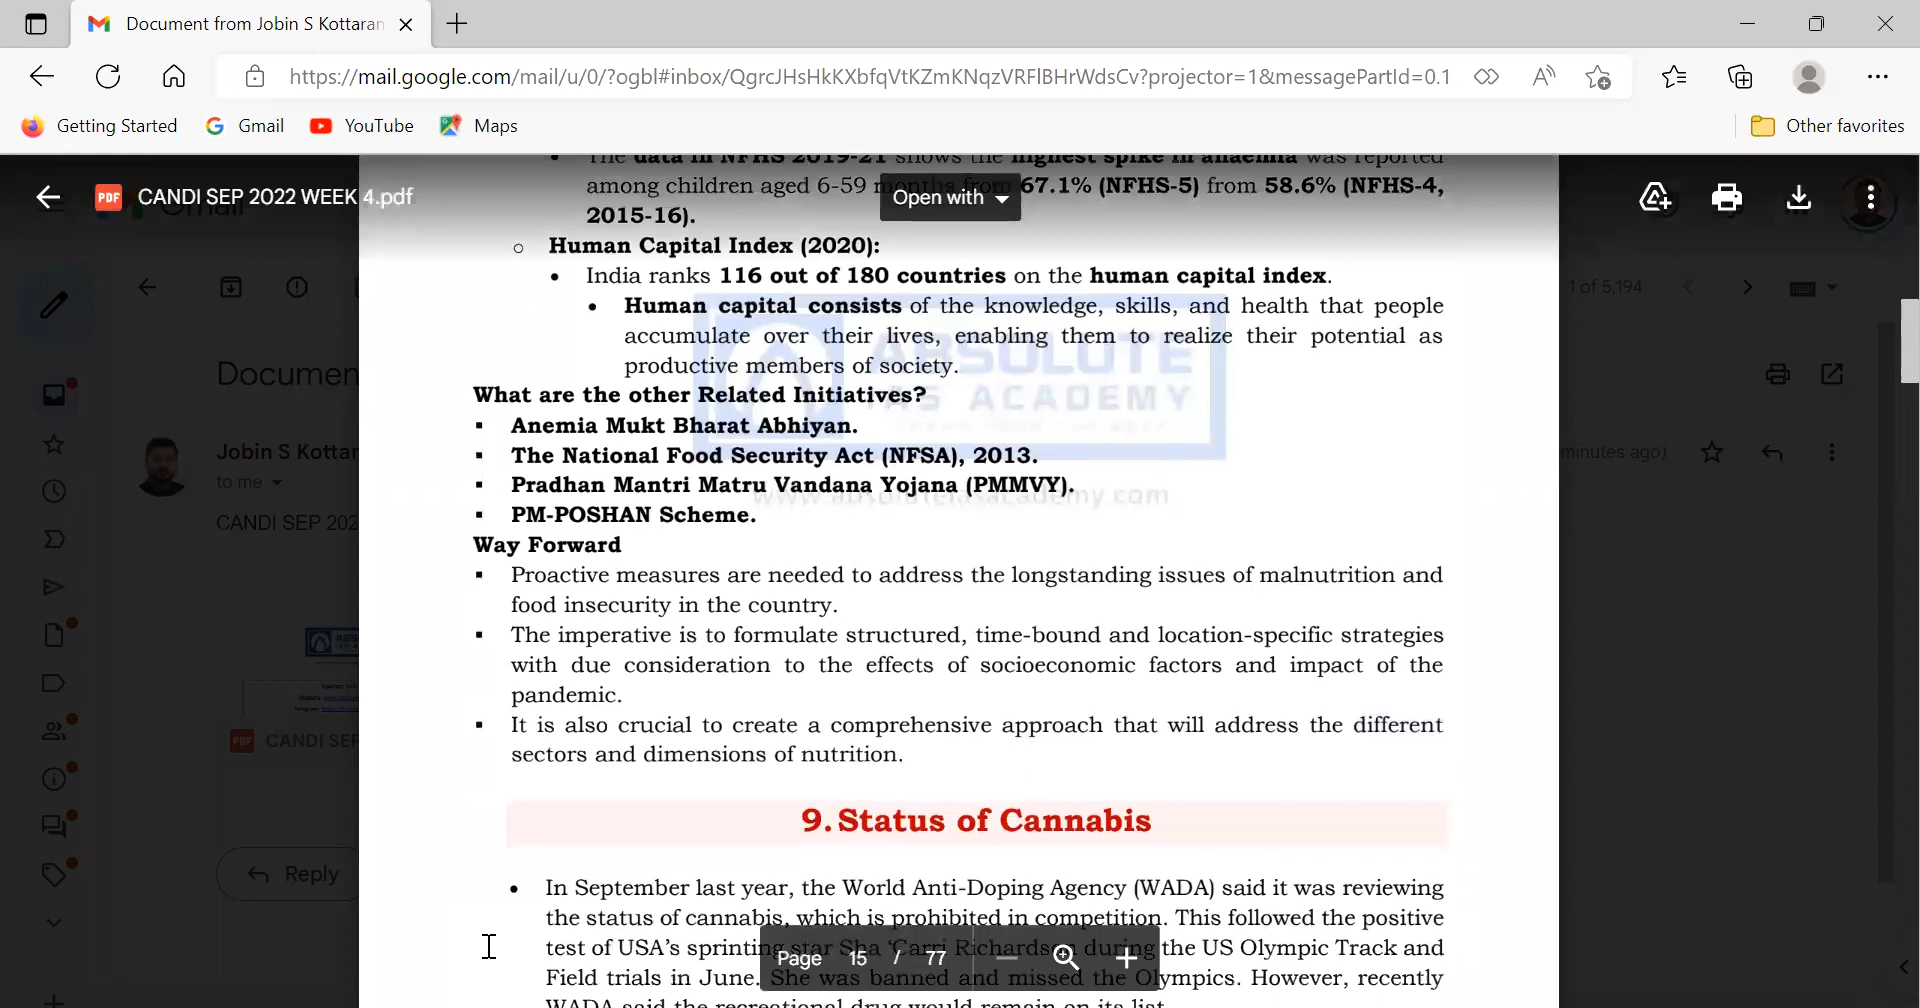 Document from Jobin S Kottaran
https://mail.google.com/mail/u/0/?ogbl#inbox/QgrcJHsHkKXbfqVtKZmKNqzVRFlBHrWdsCv?projector=1&messagePartId=0.1
Getting Started Gmail YouTube Maps Other favorites
The data in NFHS 2019-21 shows the highest spike in anaemia was reported
PDF CANDI SEP 2022 WEEK 4.pdf Open with
among children aged 6-59 months from 67.1% (NFHS-5) from 58.6% (NFHS-4,
2015-16).
Human Capital Index (2020):
India ranks 116 out of 180 countries on the human capital index.
1 of 5,194
Human capital consists of the knowledge, skills, and health that people
accumulate over their lives, enabling them to realize their potential as
productive members of society.
ABSOLUTE
IAS ACADEMY
www.absoluteiasacademy.com
Documen
What are the other Related Initiatives?
Anemia Mukt Bharat Abhiyan.
The National Food Security Act (NFSA), 2013.
Pradhan Mantri Matru Vandana Yojana (PMMVY).
PM-POSHAN Scheme.
Jobin S Kottar
minutes ago)
to me
CANDI SEP 202
Way Forward
Proactive measures are needed to address the longstanding issues of malnutrition and
food insecurity in the country.
The imperative is to formulate structured, time-bound and location-specific strategies
with due consideration to the effects of socioeconomic factors and impact of the
pandemic.
It is also crucial to create a comprehensive approach that will address the different
sectors and dimensions of nutrition.
PDF CANDI SEP
9. Status of Cannabis
Reply
In September last year, the World Anti-Doping Agency (WADA) said it was reviewing
the status of cannabis, which is prohibited in competition. This followed the positive
test of USA's sprinting star Sha 'Carri Richardson during the US Olympic Track and
Field trials in June. She was banned and missed the Olympics. However, recently
WADA said the recreational drug would remain on its list.
Page 15 / 77